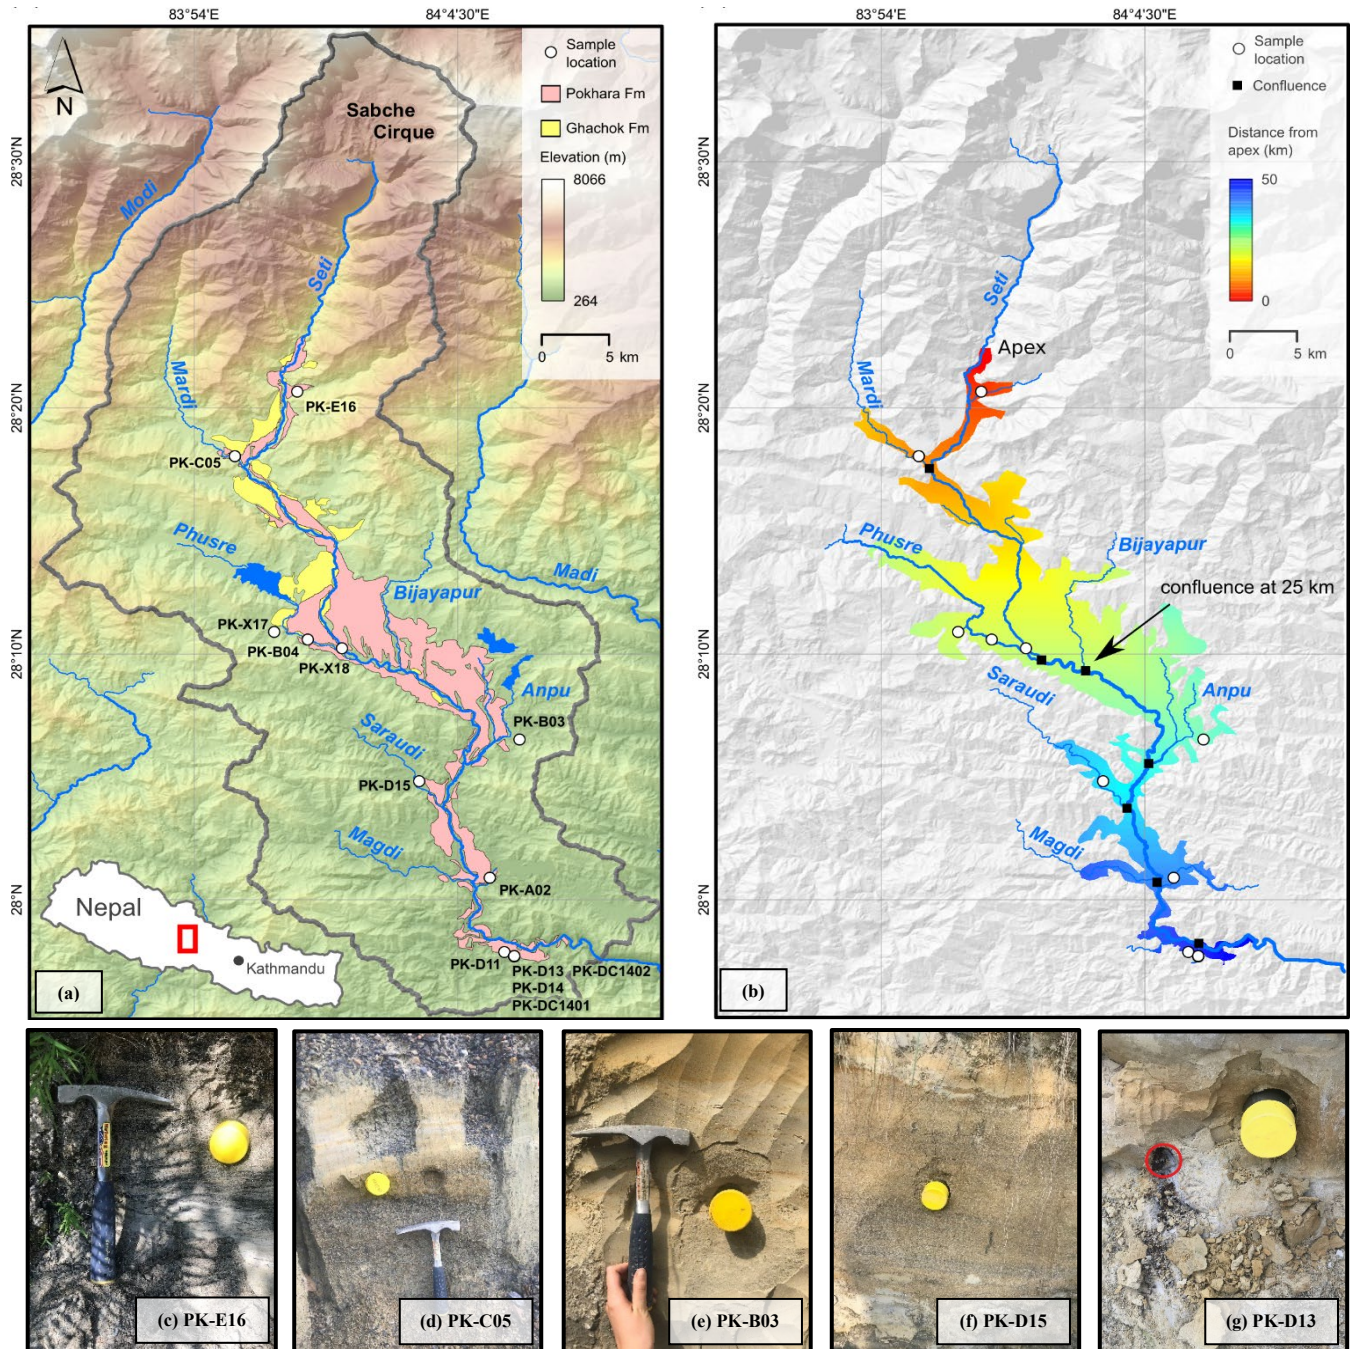 83°54'E
84°4'30"E
28°30'N
28°20'N
28°10'N
28°N
N
Sabche
Cirque
Sample
location
Pokhara Fm
Ghachok Fm
Elevation (m)
8066
264
0 5 km
Modi
Seti
Mardi
PK-E16
PK-C05
Phusre
Bijayapur
Madi
PK-X17
PK-B04
PK-X18
Anpu
PK-B03
Saraudi
PK-D15
Magdi
PK-A02
Nepal
Kathmandu
PK-D11
PK-D13
PK-DC1402
PK-D14
PK-DC1401
(a)
83°54'E
84°4'30"E
28°30'N
28°20'N
28°10'N
28°N
Sample
location
Confluence
Distance from
apex (km)
50
0
0 5 km
Seti
Apex
Mardi
Phusre
Bijayapur
confluence at 25 km
Saraudi
Anpu
Magdi
(b)
(c) PK-E16
(d) PK-C05
(e) PK-B03
(f) PK-D15
(g) PK-D13